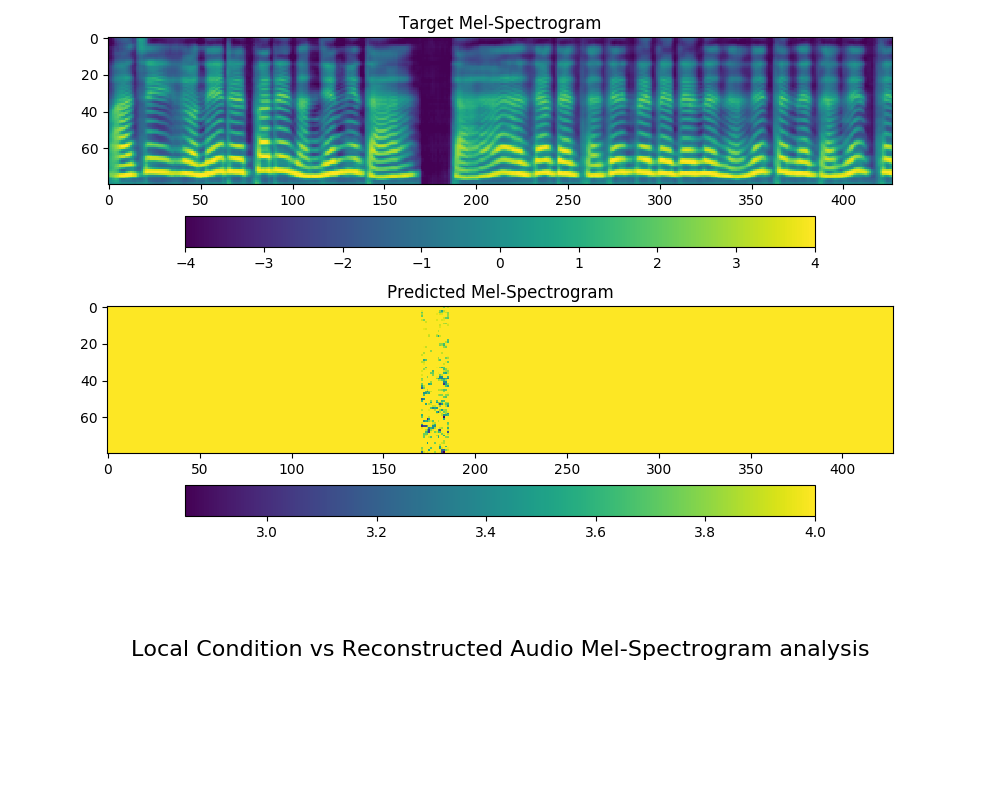 Target Mel-Spectrogram
0
20
40
60
0 50 100 150 200 250 300 350 400
−4 −3 −2 −1 0 1 2 3 4
Predicted Mel-Spectrogram
0
20
40
60
0 50 100 150 200 250 300 350 400
3.0 3.2 3.4 3.6 3.8 4.0
Local Condition vs Reconstructed Audio Mel-Spectrogram analysis